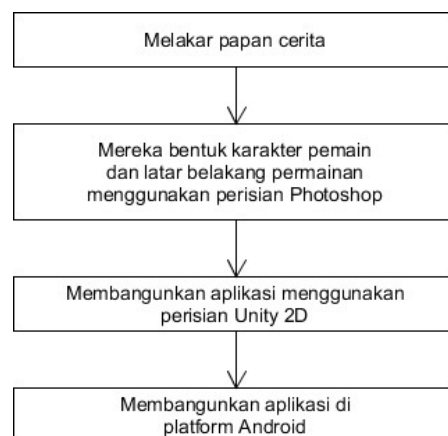 Melakar papan cerita
Mereka bentuk karakter pemain
dan latar belakang permainan
menggunakan perisian Photoshop
Membangunkan aplikasi menggunakan
perisian Unity 2D
Membangunkan aplikasi di
platform Android